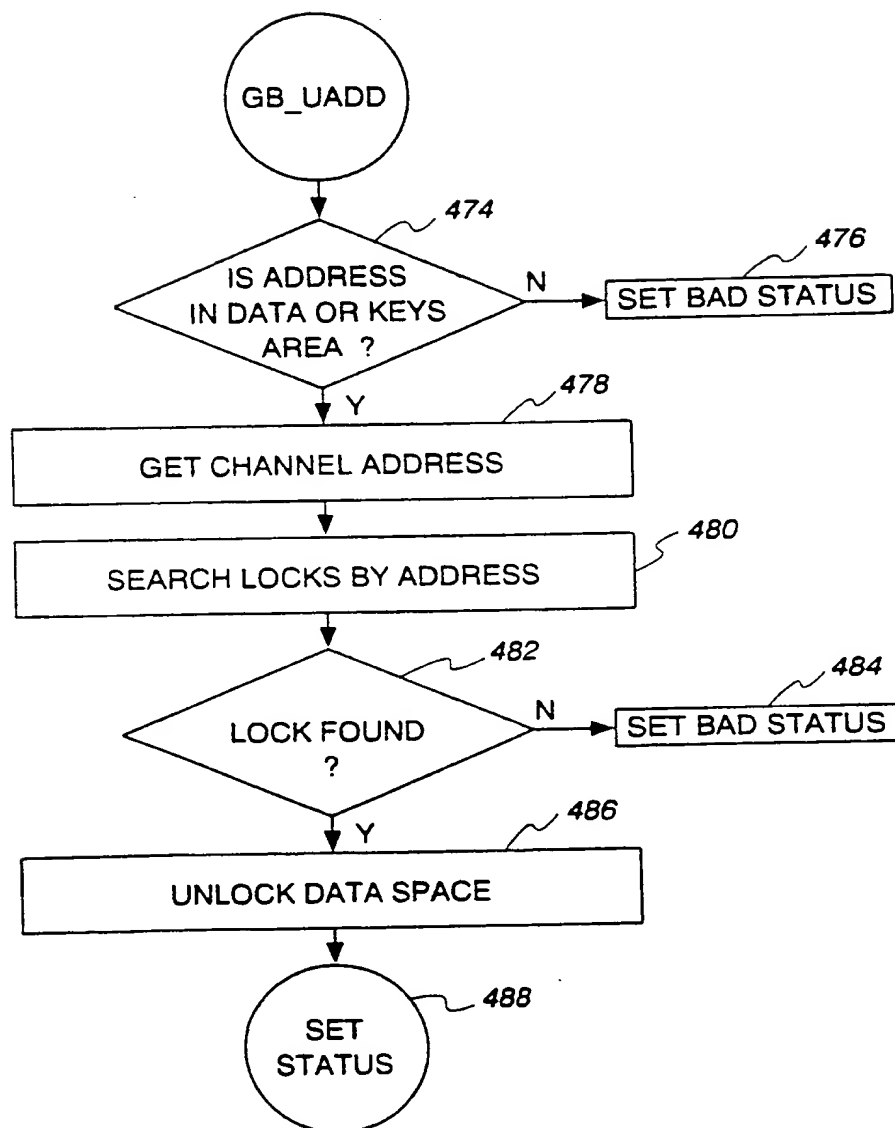 GB_UADD
474
IS ADDRESS
IN DATA OR KEYS
AREA ?
N
476
SET BAD STATUS
Y
478
GET CHANNEL ADDRESS
480
SEARCH LOCKS BY ADDRESS
482
LOCK FOUND
?
N
484
SET BAD STATUS
Y
486
UNLOCK DATA SPACE
488
SET
STATUS